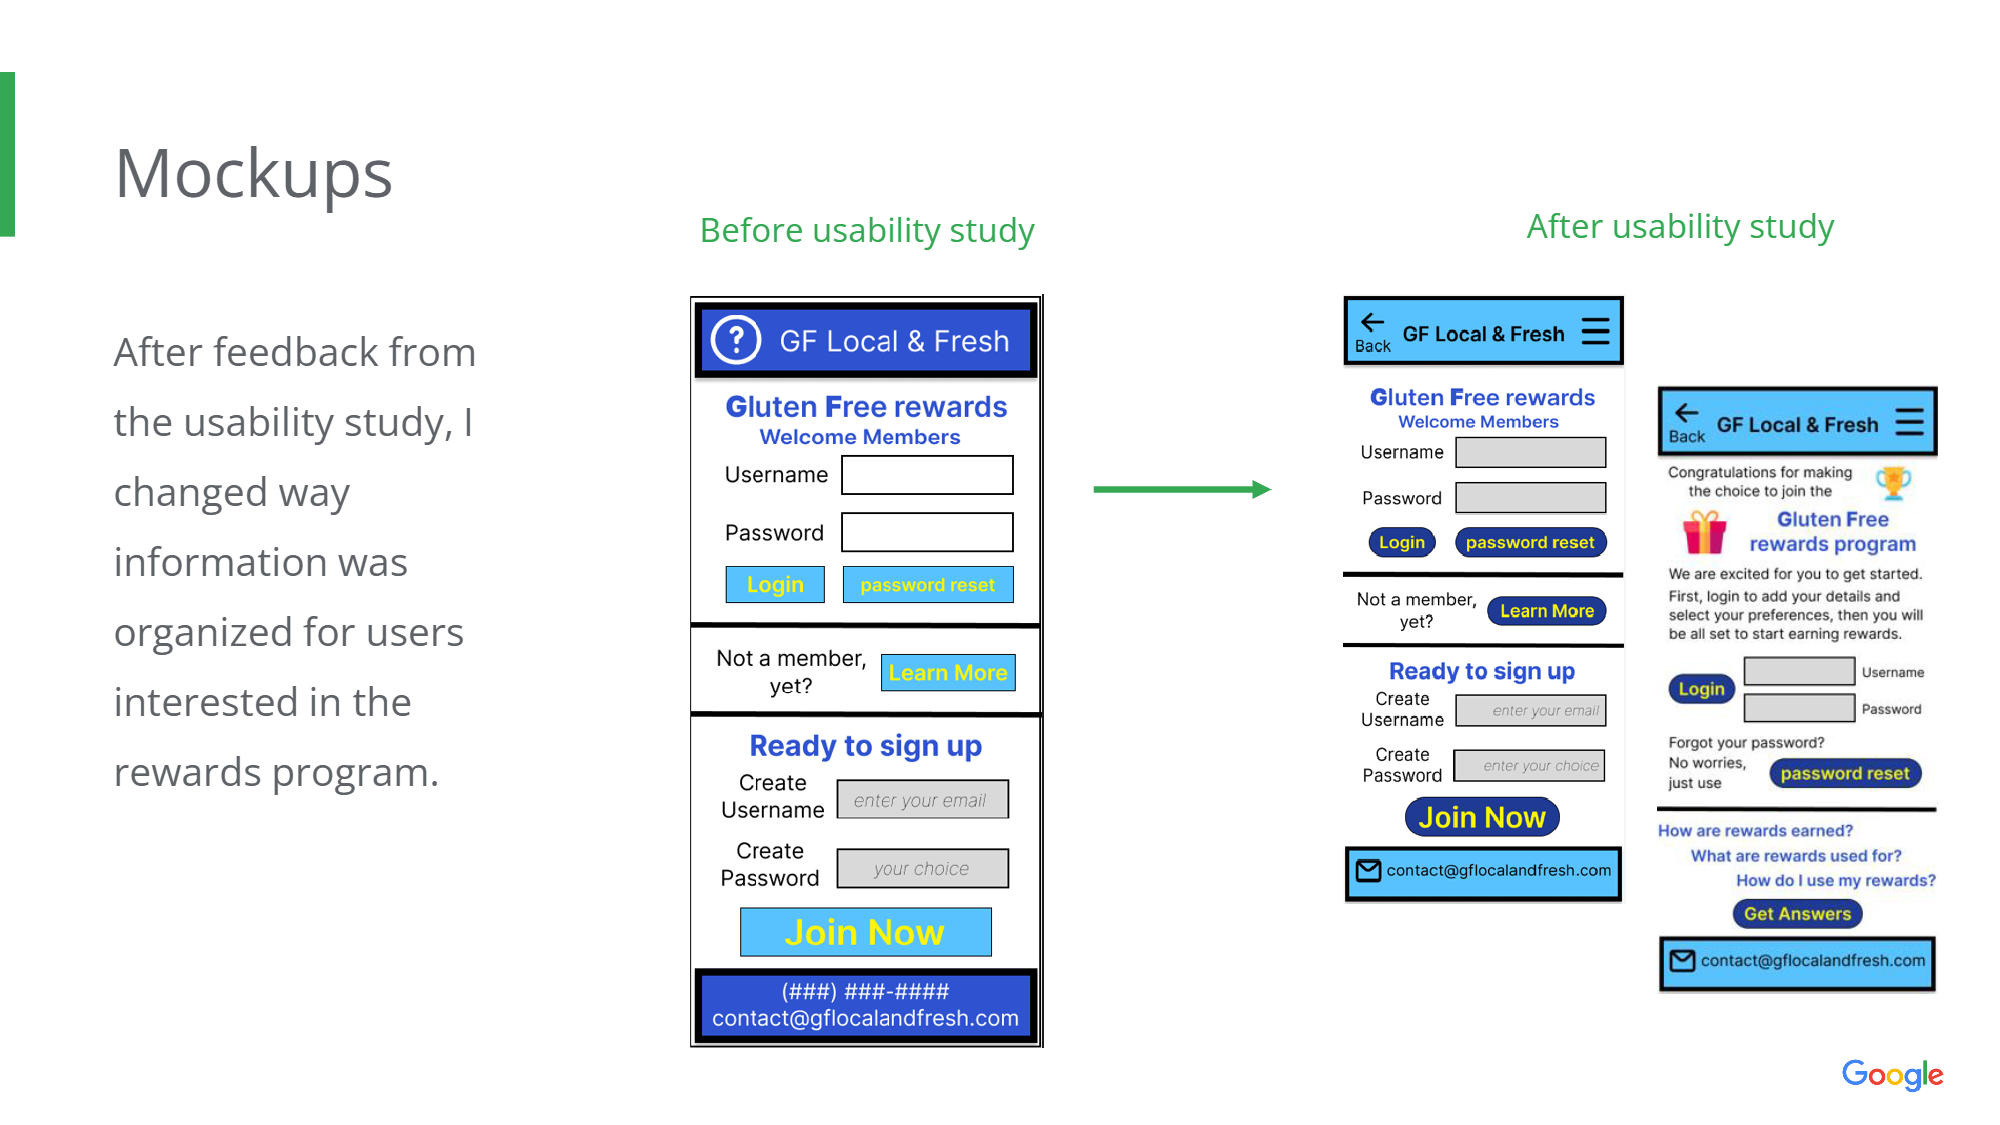 Mockups
After feedback from
the usability study, I
changed way
information was
organized for users
interested in the
rewards program.
Before usability study
?
GF Local & Fresh
Gluten Free rewards
Welcome Members
Username
Password
Login
password reset
Not a member,
yet?
Learn More
Ready to sign up
Create
Username
enter your email
Create
Password
your choice
Join Now
(###) ###-####
contact@gflocalandfresh.com
After usability study
Back
GF Local & Fresh
Gluten Free rewards
Welcome Members
Username
Password
Login
password reset
Not a member,
yet?
Learn More
Ready to sign up
Create
Username
enter your email
Create
Password
enter your choice
Join Now
contact@gflocalandfresh.com
Back
GF Local & Fresh
Congratulations for making
the choice to join the
Gluten Free
rewards program
We are excited for you to get started.
First, login to add your details and
select your preferences, then you will
be all set to start earning rewards.
Login
Username
Password
Forgot your password?
No worries,
just use
password reset
How are rewards earned?
What are rewards used for?
How do I use my rewards?
Get Answers
contact@gflocalandfresh.com
Google